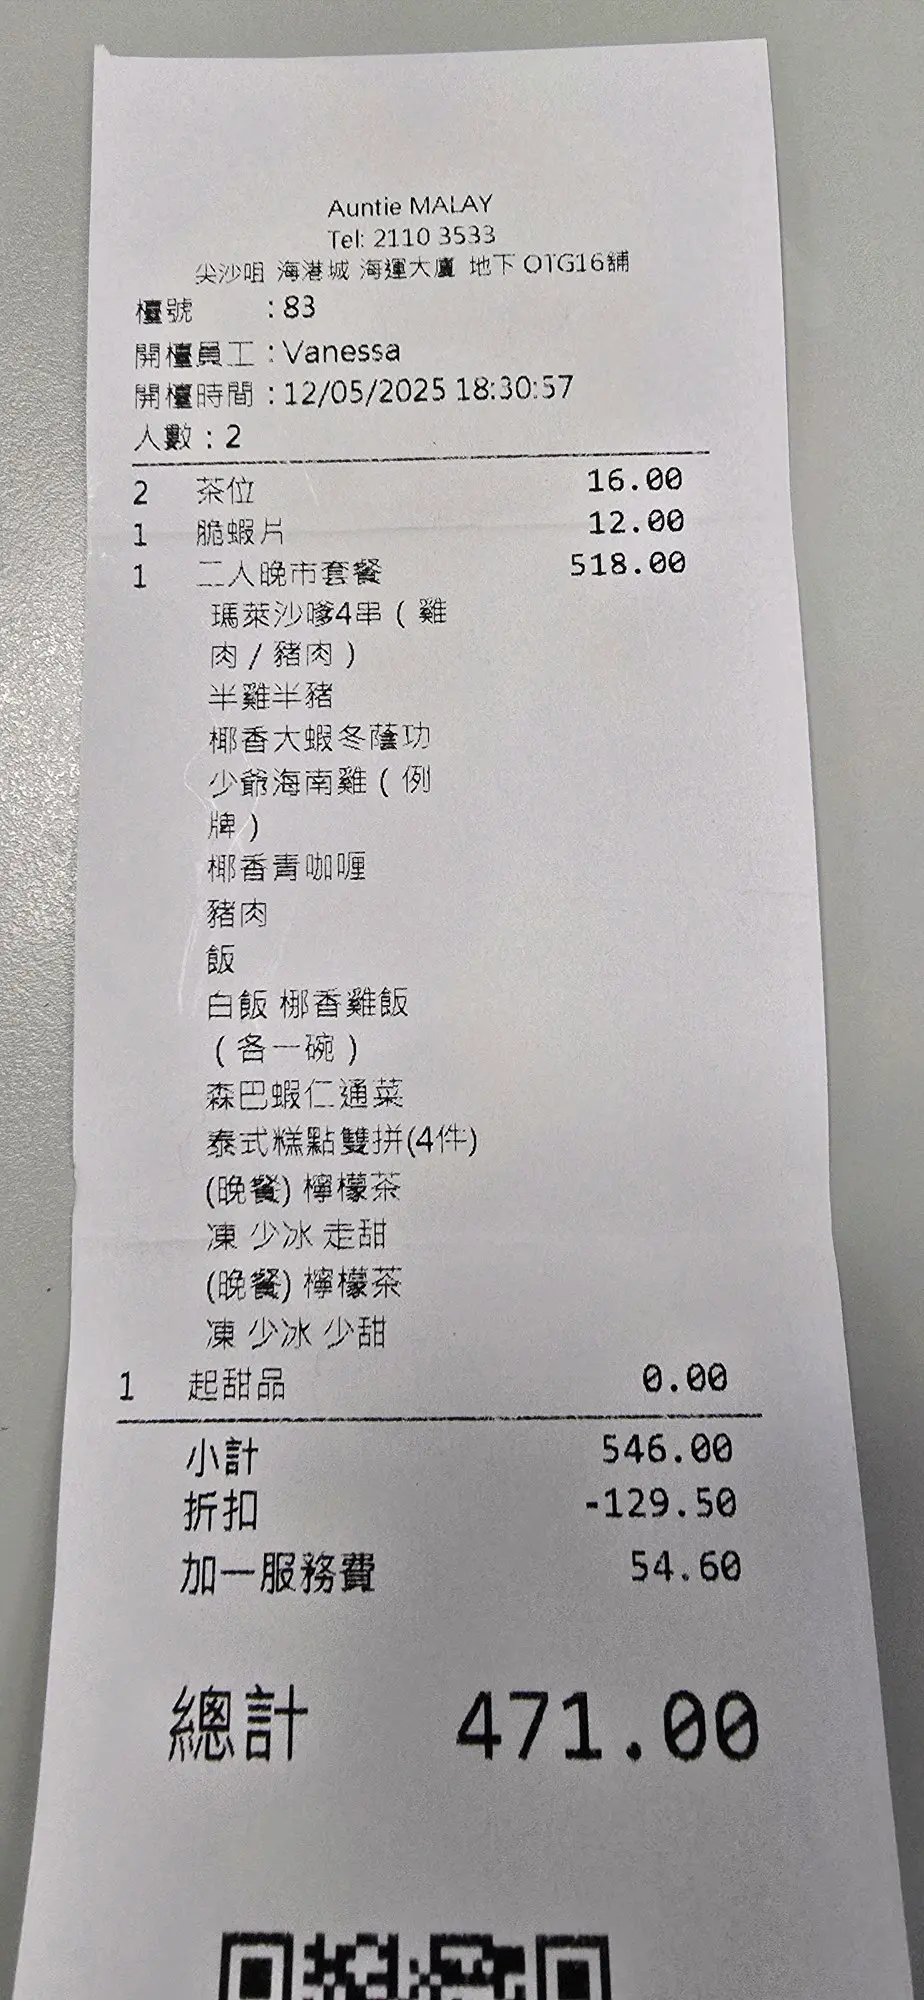 Auntie MALAY
Tel: 2110 3533
尖沙咀 海港城 海運大廈 地下 OTG16舖
檯號 : 83
開檯員工 : Vanessa
開檯時間 : 12/05/2025 18:30:57
人數 : 2
2 茶位 16.00
1 脆蝦片 12.00
1 二人晚市套餐 518.00
瑪萊沙嗲4串 ( 雞
肉 / 豬肉 )
半雞半豬
椰香大蝦冬蔭功
少爺海南雞 ( 例
牌 )
椰香青咖喱
豬肉
飯
白飯 椰香雞飯
( 各一碗 )
森巴蝦仁通菜
泰式糕點雙拼(4件)
(晚餐) 檸檬茶
凍 少冰 走甜
(晚餐) 檸檬茶
凍 少冰 少甜
1 起甜品 0.00
小計 546.00
折扣 -129.50
加一服務費 54.60
總計 471.00